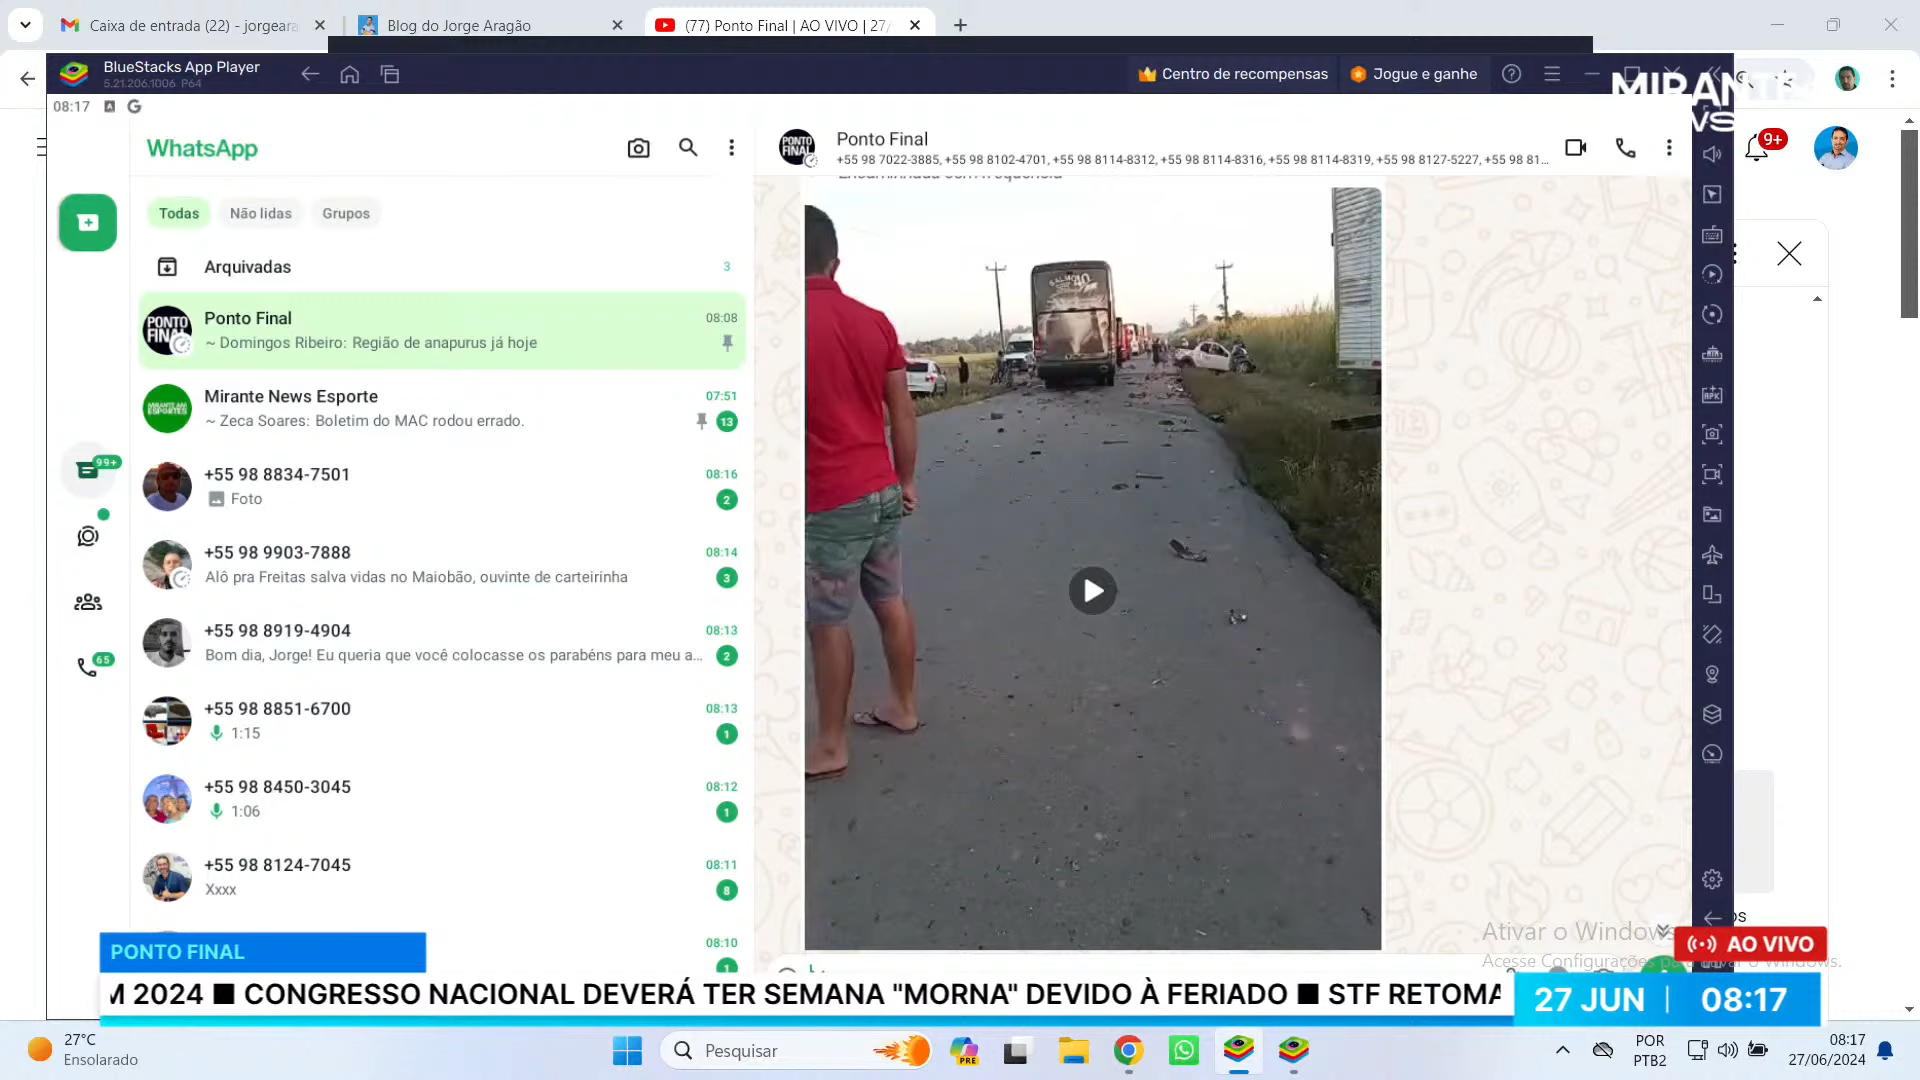 Caixa de entrada (22) - jorgeara
Blog do Jorge Aragão
(77) Ponto Final | AO VIVO | 27/
BlueStacks App Player
5.21.206.1006 P64
Centro de recompensas
Jogue e ganhe
MIRANTE
08:17
WhatsApp
Ponto Final
+55 98 7022-3885, +55 98 8102-4701, +55 98 8114-8312, +55 98 8114-8316, +55 98 8114-8319, +55 98 8127-5227, +55 98 81...
9+
Encaminhada com frequência
Todas
Não lidas
Grupos
Arquivadas
3
PONTO FINAL
Ponto Final
08:08
~ Domingos Ribeiro: Região de anapurus já hoje
Mirante News Esporte
07:51
~ Zeca Soares: Boletim do MAC rodou errado.
13
+55 98 8834-7501
08:16
Foto
2
99+
+55 98 9903-7888
08:14
Alô pra Freitas salva vidas no Maiobão, ouvinte de carteirinha
3
+55 98 8919-4904
08:13
Bom dia, Jorge! Eu queria que você colocasse os parabéns para meu a...
2
65
+55 98 8851-6700
08:13
1:15
1
+55 98 8450-3045
08:12
1:06
1
+55 98 8124-7045
08:11
Xxxx
8
08:10
1
Ativar o Windows
PONTO FINAL
AO VIVO
M 2024 ■ CONGRESSO NACIONAL DEVERÁ TER SEMANA "MORNA" DEVIDO À FERIADO ■ STF RETOMA
27 JUN | 08:17
27°C
Ensolarado
Pesquisar
PRE
POR
PTB2
08:17
27/06/2024